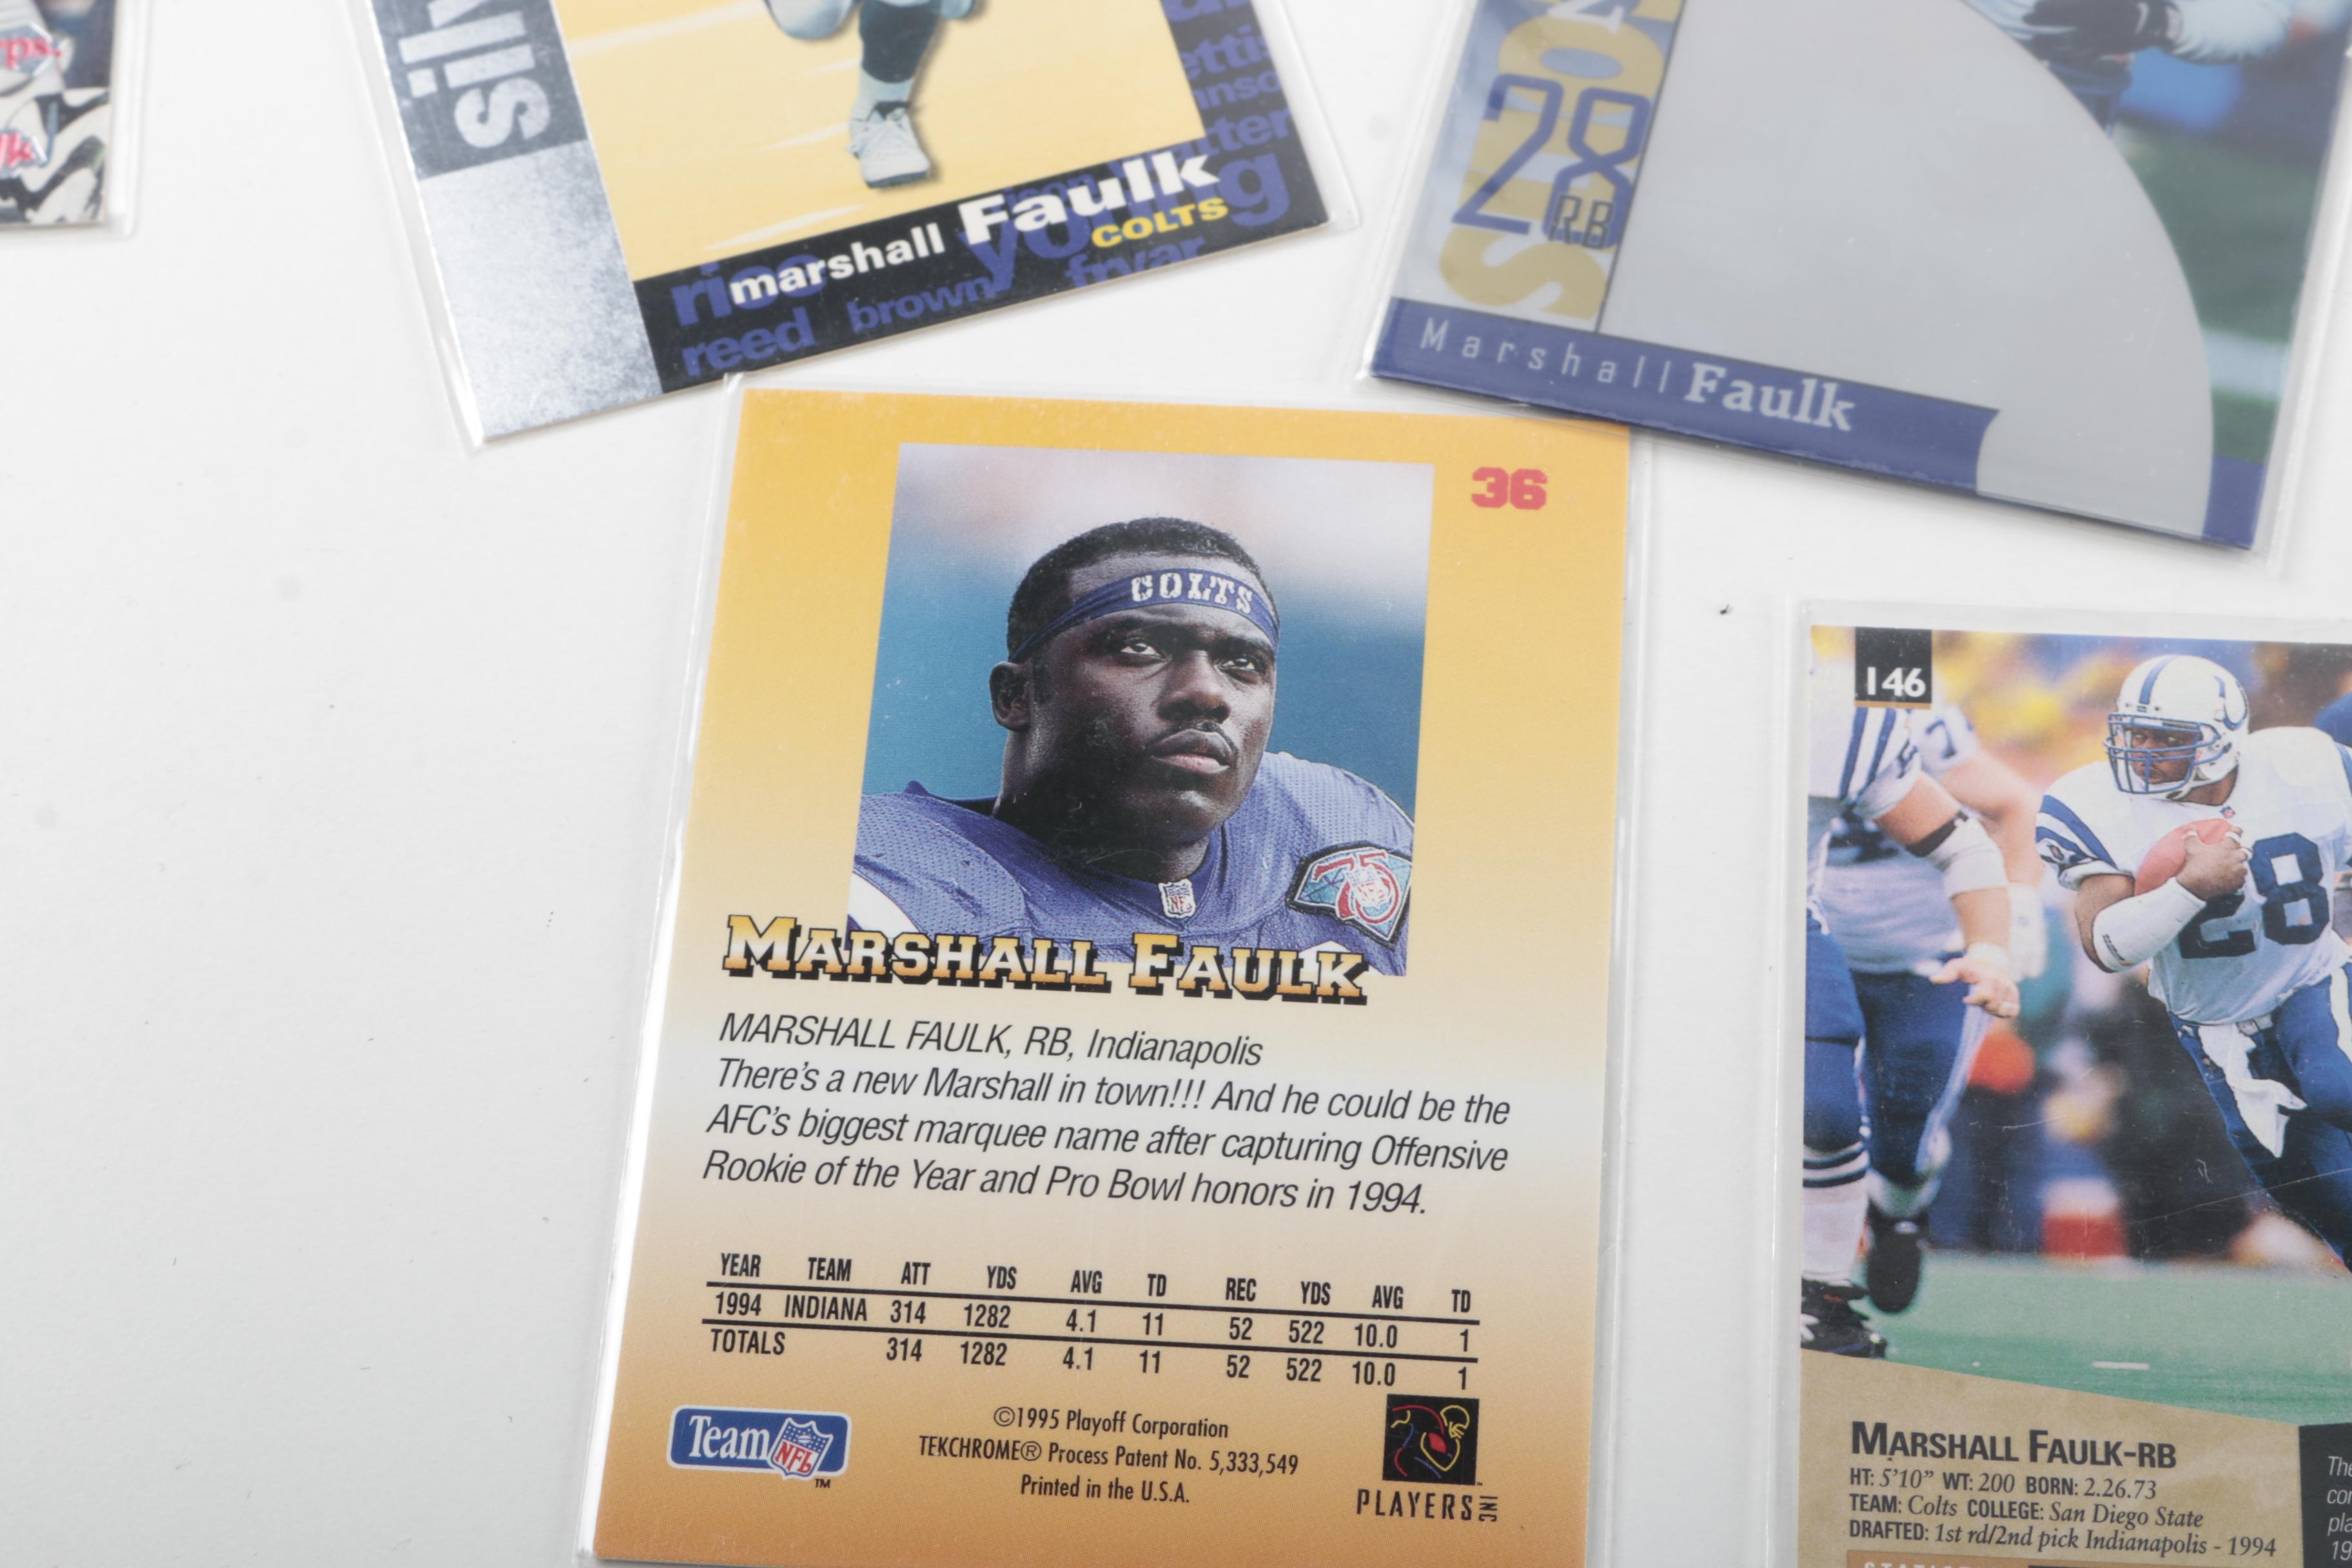 rps.
silv
marshall Faulk
COLTS
rice
young
reed brown fryar
28
RB
Marshall Faulk
36
COLTS
75
NFL
MARSHALL FAULK
MARSHALL FAULK, RB, Indianapolis
There's a new Marshall in town!!! And he could be the
AFC's biggest marquee name after capturing Offensive
Rookie of the Year and Pro Bowl honors in 1994.
YEAR TEAM ATT YDS AVG TD REC YDS AVG TD
1994 INDIANA 314 1282 4.1 11 52 522 10.0 1
TOTALS 314 1282 4.1 11 52 522 10.0 1
Team NFL ™
©1995 Playoff Corporation
TEKCHROME® Process Patent No. 5,333,549
Printed in the U.S.A.
PLAYERS INC
146
28
MARSHALL FAULK-RB
HT: 5'10" WT: 200 BORN: 2.26.73
TEAM: Colts COLLEGE: San Diego State
DRAFTED: 1st rd/2nd pick Indianapolis - 1994